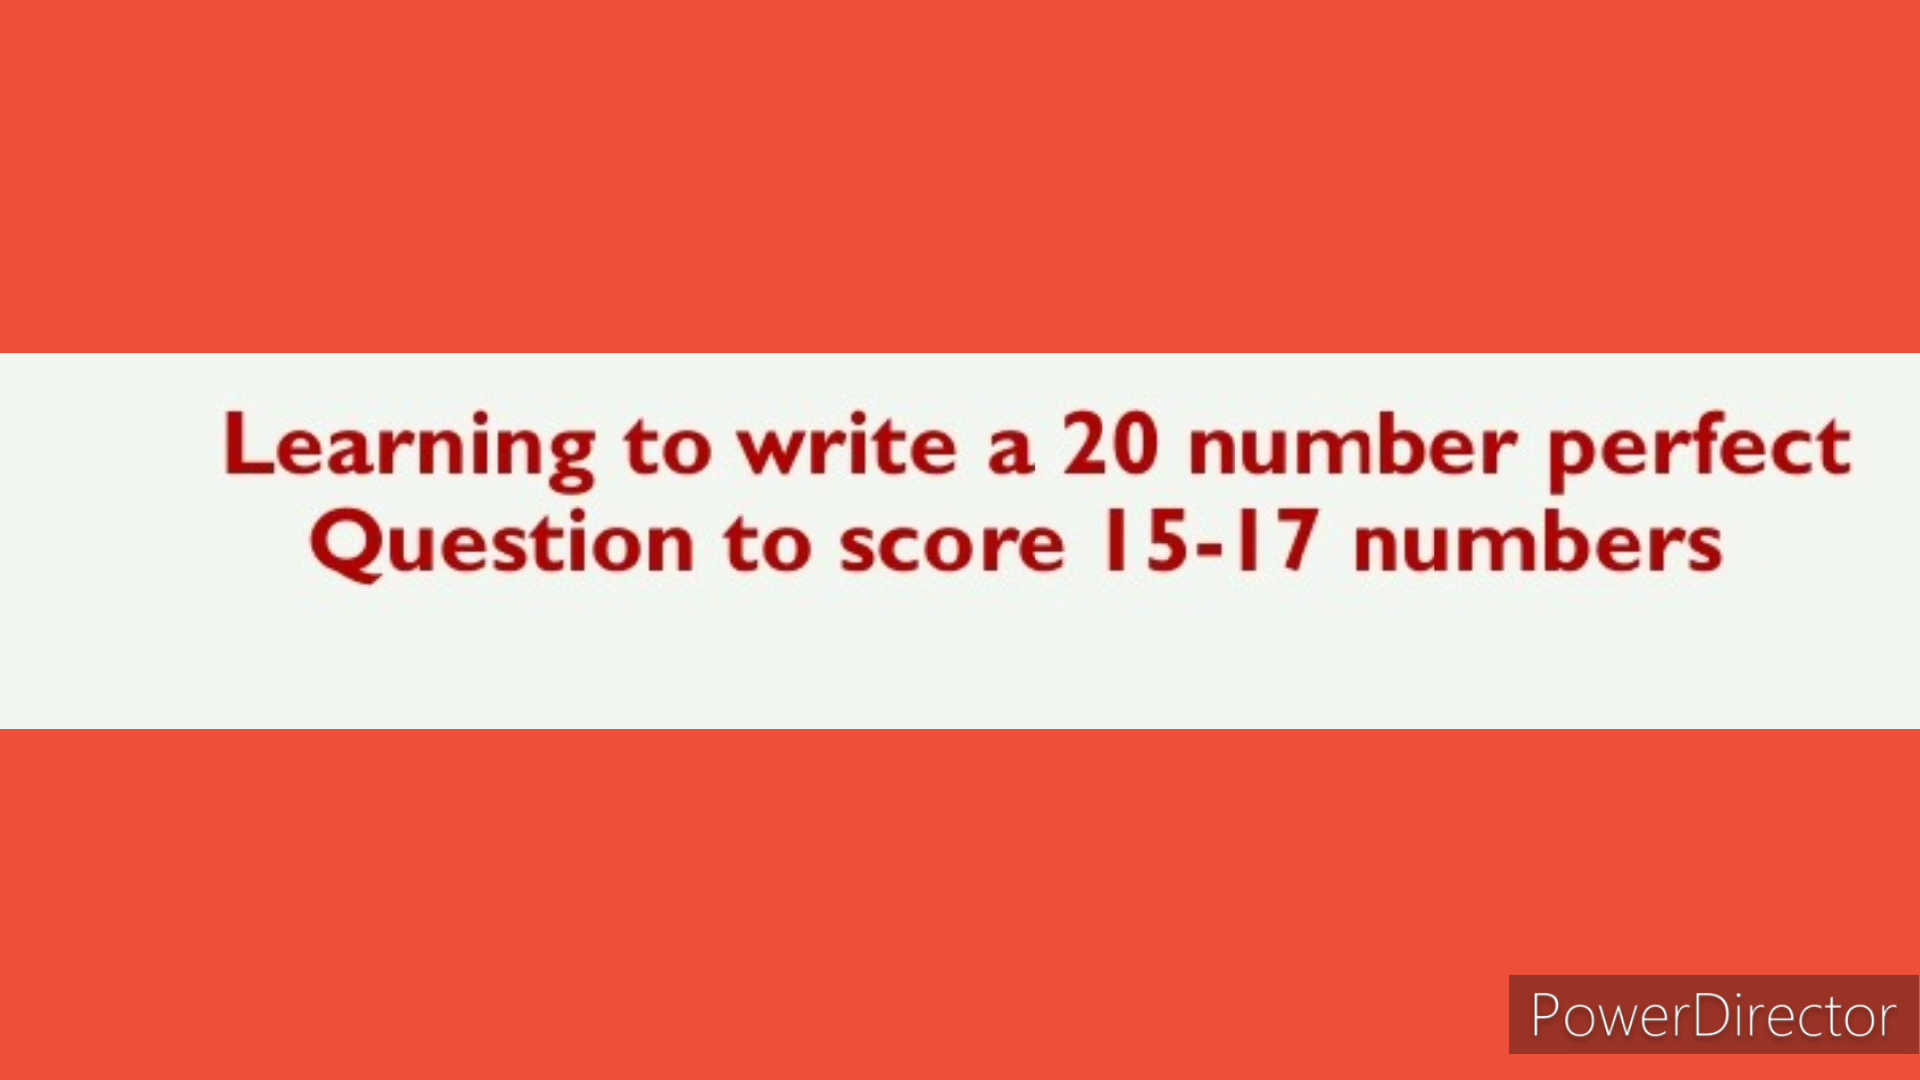 Learning to write a 20 number perfect
Question to score 15-17 numbers
PowerDirector